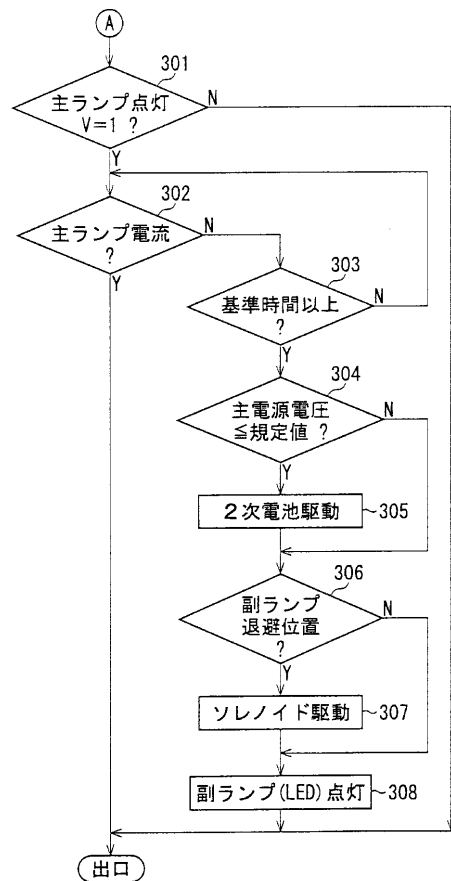 A
301
主ランプ点灯
V=1 ?
N
Y
302
主ランプ電流
?
N
Y
303
基準時間以上
?
N
Y
304
主電源電圧
≦規定値 ?
N
Y
2次電池駆動
305
306
副ランプ
退避位置
?
N
Y
ソレノイド駆動
307
副ランプ(LED)点灯
308
出口